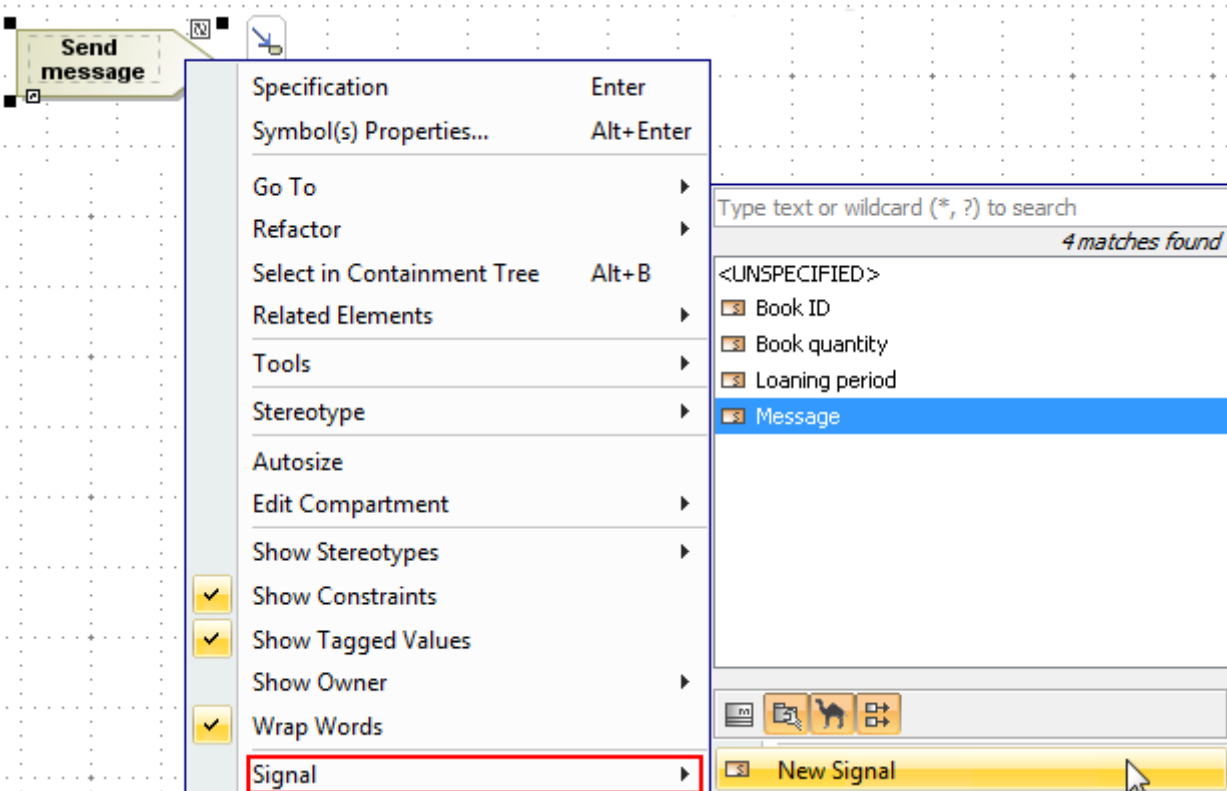 Send
message
Specification Enter
Symbol(s) Properties... Alt+Enter
Go To
Refactor
Select in Containment Tree Alt+B
Related Elements
Tools
Stereotype
Autosize
Edit Compartment
Show Stereotypes
Show Constraints
Show Tagged Values
Show Owner
Wrap Words
Signal
Type text or wildcard (*, ?) to search
4 matches found
<UNSPECIFIED>
Book ID
Book quantity
Loaning period
Message
New Signal